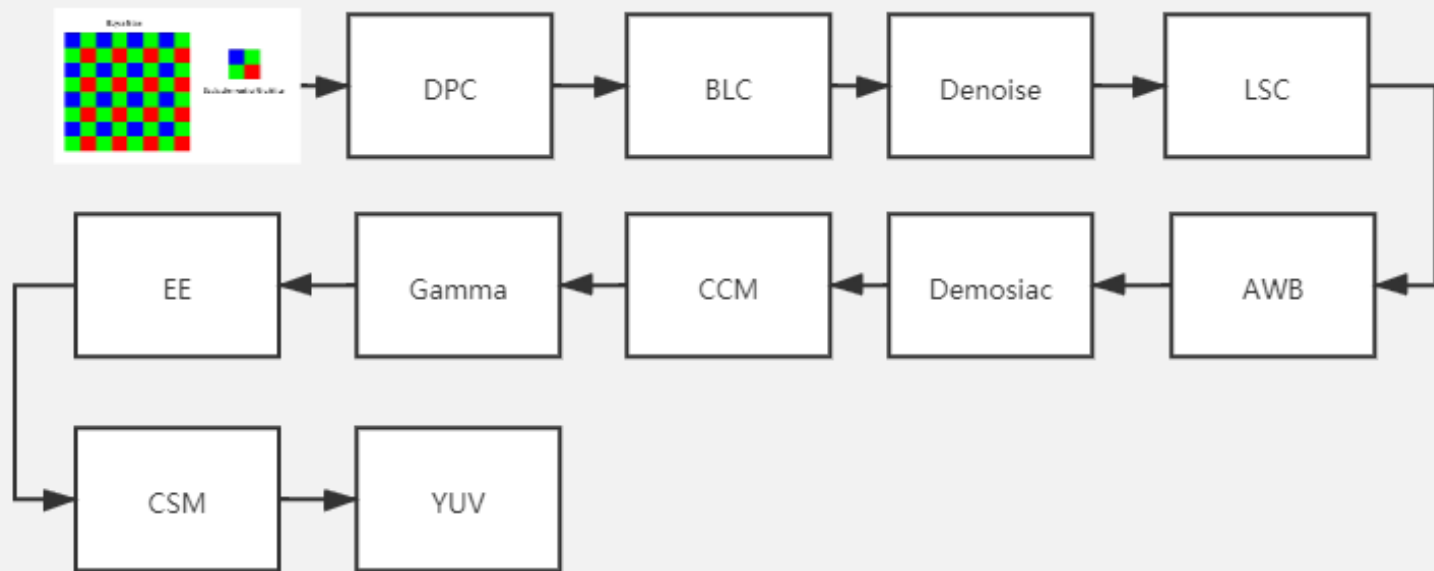 DPC
BLC
Denoise
LSC
AWB
Demosiac
CCM
Gamma
EE
CSM
YUV